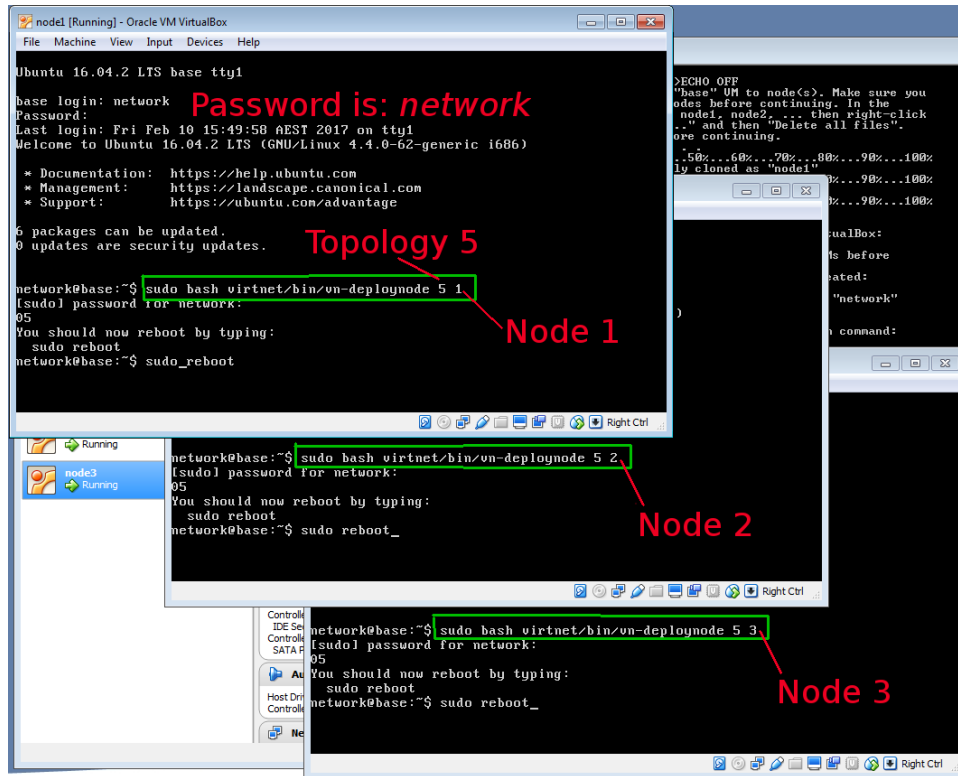 node1 [Running] - Oracle VM VirtualBox
File Machine View Input Devices Help
Ubuntu 16.04.2 LTS base tty1
base login: network
Password:
Password is: network
Last login: Fri Feb 10 15:49:58 AEST 2017 on tty1
Welcome to Ubuntu 16.04.2 LTS (GNU/Linux 4.4.0-62-generic i686)
* Documentation: https://help.ubuntu.com
* Management: https://landscape.canonical.com
* Support: https://ubuntu.com/advantage
6 packages can be updated.
0 updates are security updates.
Topology 5
network@base:~$ sudo bash virtnet/bin/vn-deploynode 5 1
[sudo] password for network:
05
You should now reboot by typing:
sudo reboot
network@base:~$ sudo_reboot
Node 1
Right Ctrl
>ECHO OFF
"base" VM to node(s). Make sure you
odes before continuing. In the
node1, node2, ... then right-click
.." and then "Delete all files".
ore continuing.
. .
..50%...60%...70%...80%...90%...100%
ly cloned as "node1"
%...90%...100%
%...90%...100%
ualBox:
Ms before
eated:
"network"
n command:
)
Running
node3
Running
network@base:~$ sudo bash virtnet/bin/vn-deploynode 5 2
[sudo] password for network:
05
You should now reboot by typing:
sudo reboot
network@base:~$ sudo reboot_
Node 2
Right Ctrl
Controlle
IDE Sec
Controlle
SATA P
Au
Host Driv
Controlle
Ne
network@base:~$ sudo bash virtnet/bin/vn-deploynode 5 3
[sudo] password for network:
05
You should now reboot by typing:
sudo reboot
network@base:~$ sudo reboot_
Node 3
Right Ctrl